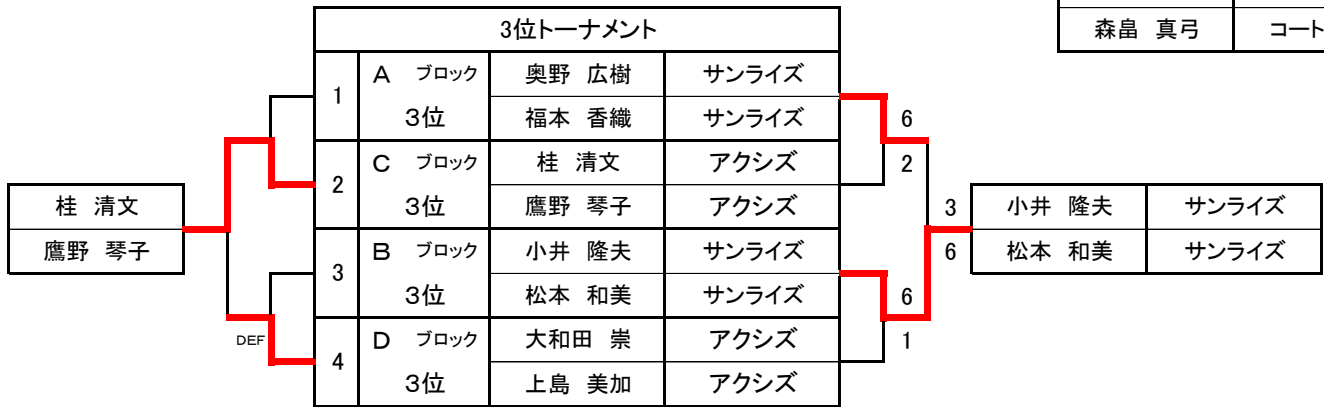 森畠 真弓 コート
3位トーナメント
1 A ブロック 3位 奥野 広樹 サンライズ
福本 香織 サンライズ
6
2
2 C ブロック 3位 桂 清文 アクシズ
鷹野 琴子 アクシズ
桂 清文
鷹野 琴子
3 小井 隆夫 サンライズ
6 松本 和美 サンライズ
3 B ブロック 3位 小井 隆夫 サンライズ
松本 和美 サンライズ
6
1
DEF
4 D ブロック 3位 大和田 崇 アクシズ
上島 美加 アクシズ